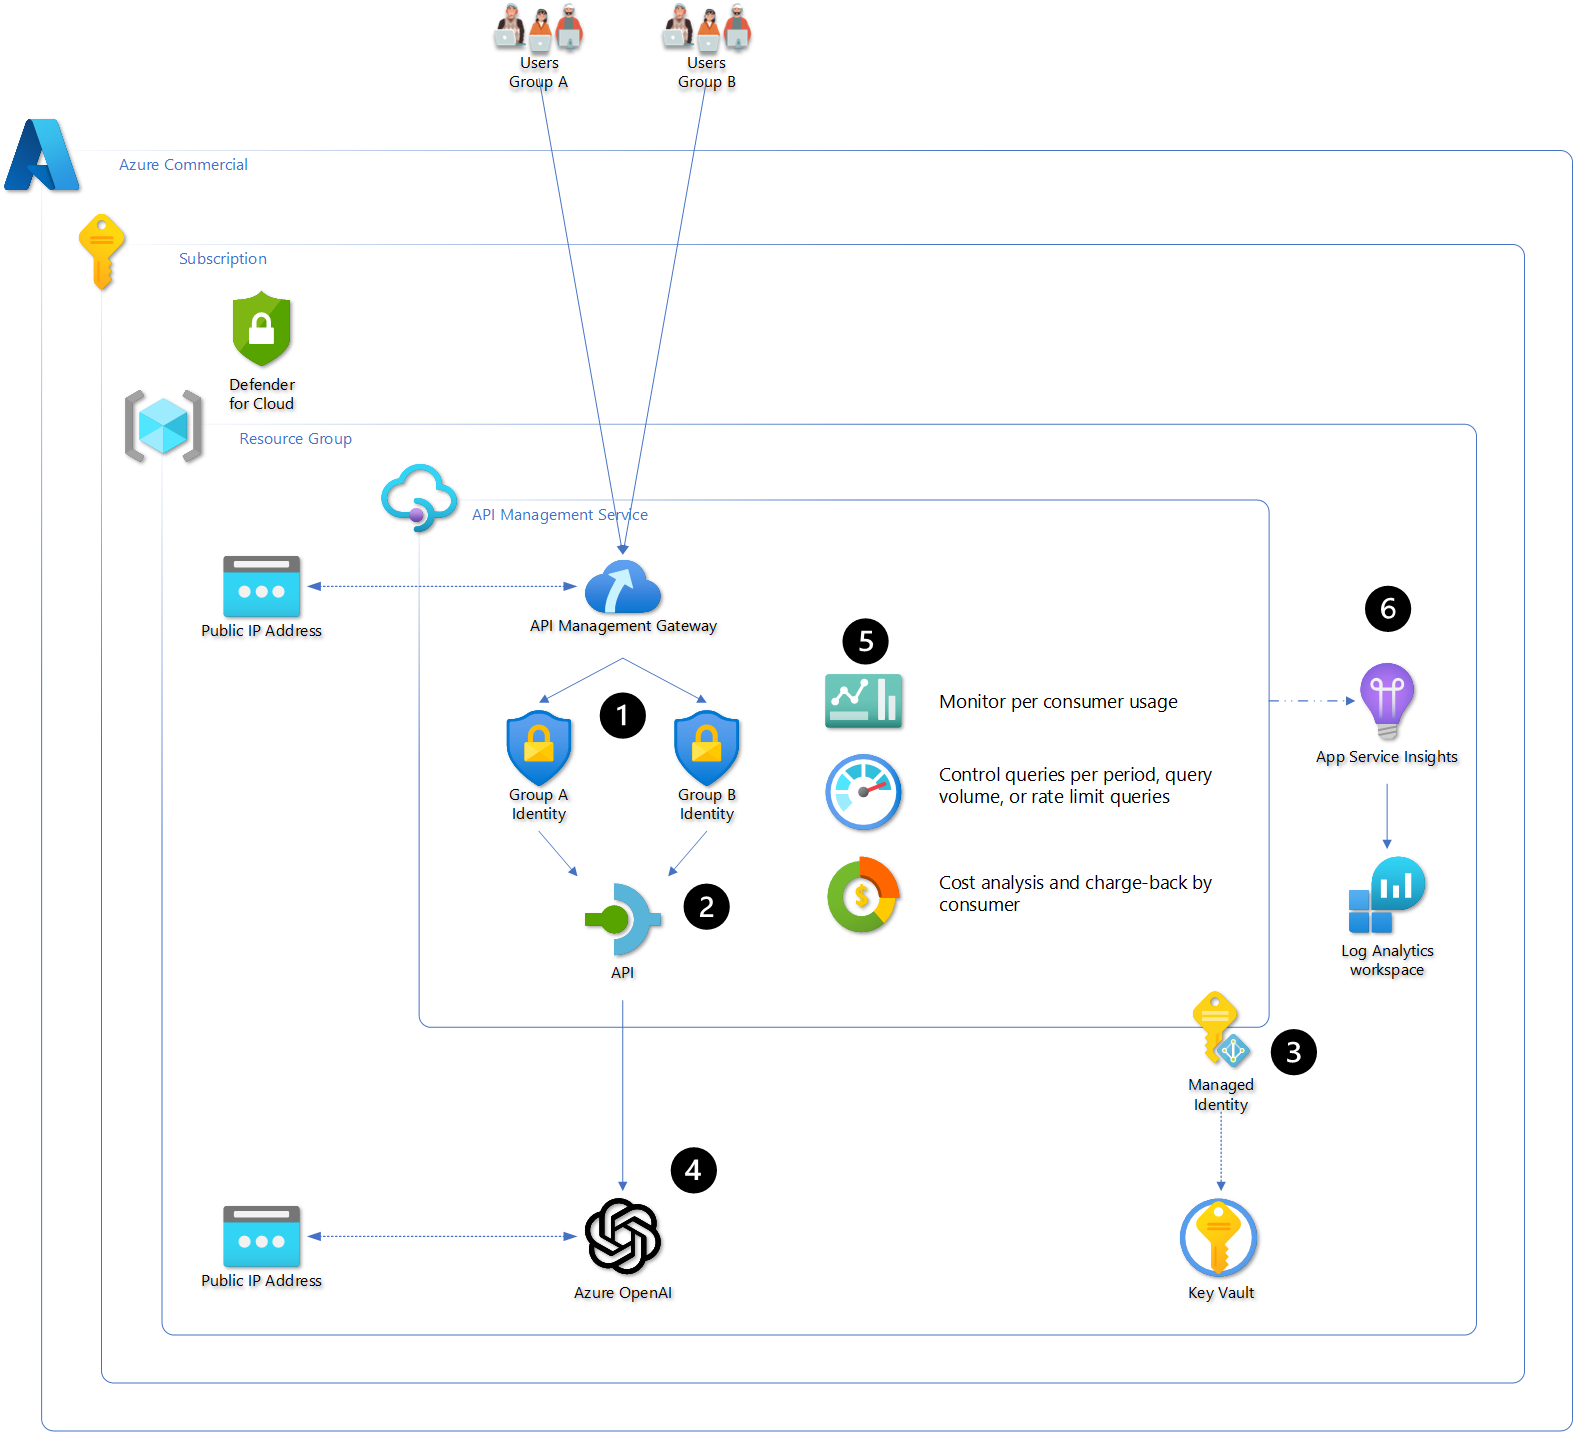 Users
Group A
Users
Group B
Azure Commercial
Subscription
Defender
for Cloud
Resource Group
API Management Service
Public IP Address
API Management Gateway
1
Group A
Identity
Group B
Identity
2
API
5
Monitor per consumer usage
Control queries per period, query
volume, or rate limit queries
Cost analysis and charge-back by
consumer
6
App Service Insights
Log Analytics
workspace
3
Managed
Identity
4
Public IP Address
Azure OpenAI
Key Vault